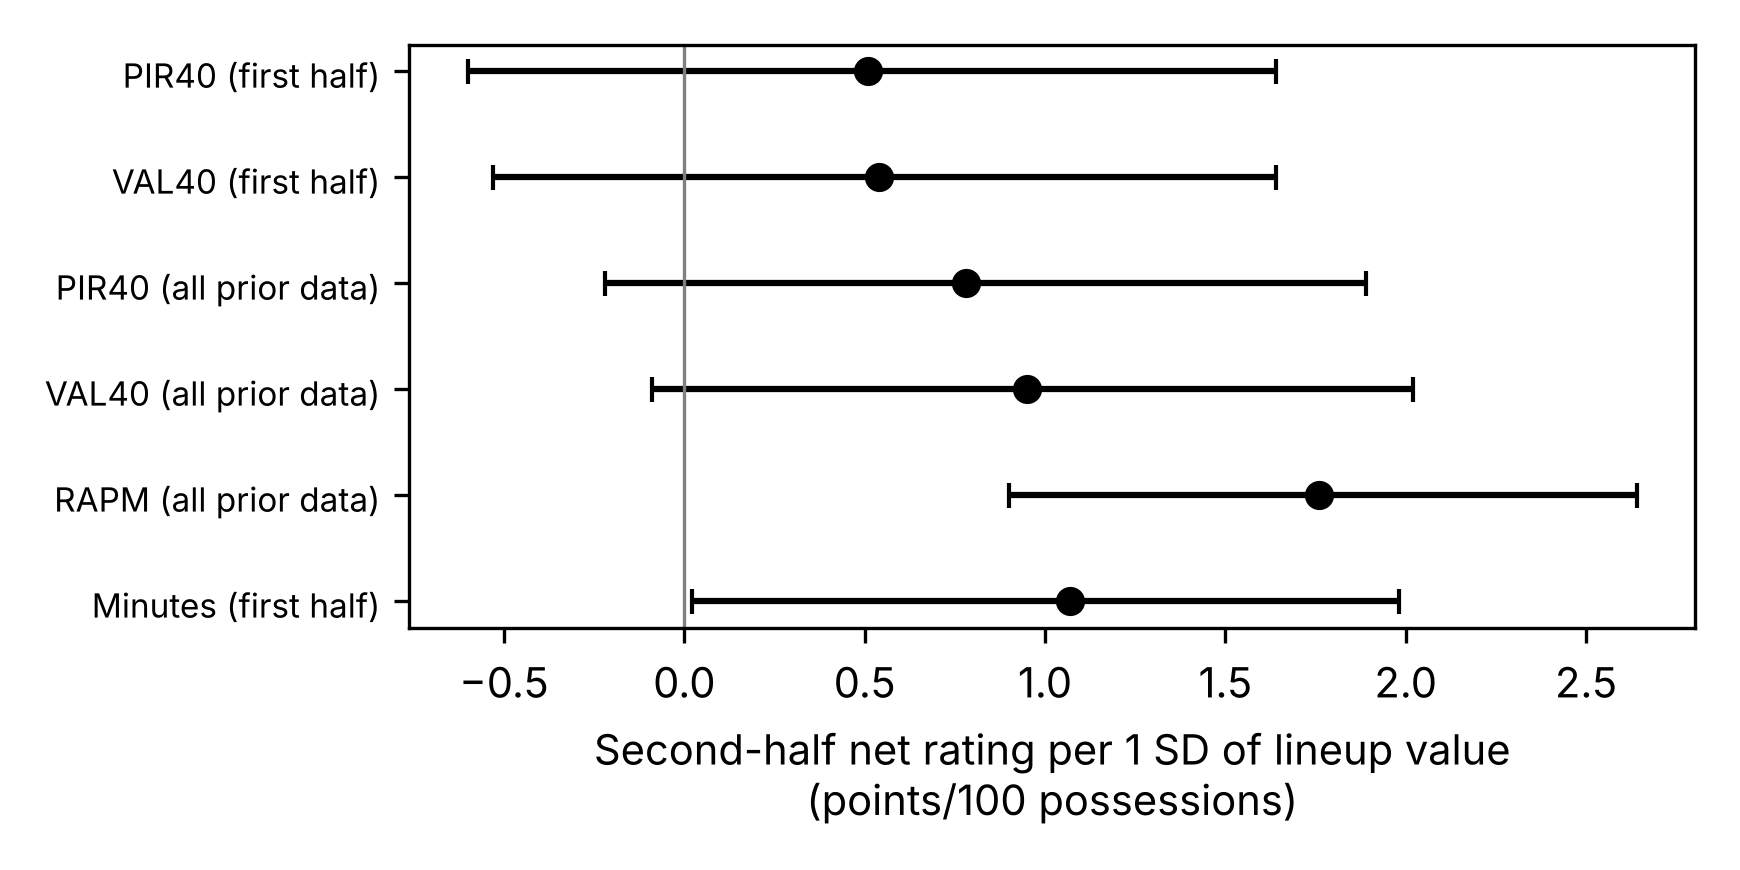 PIR40 (first half)
VAL40 (first half)
PIR40 (all prior data)
VAL40 (all prior data)
RAPM (all prior data)
Minutes (first half)
−0.5 0.0 0.5 1.0 1.5 2.0 2.5
Second-half net rating per 1 SD of lineup value
(points/100 possessions)